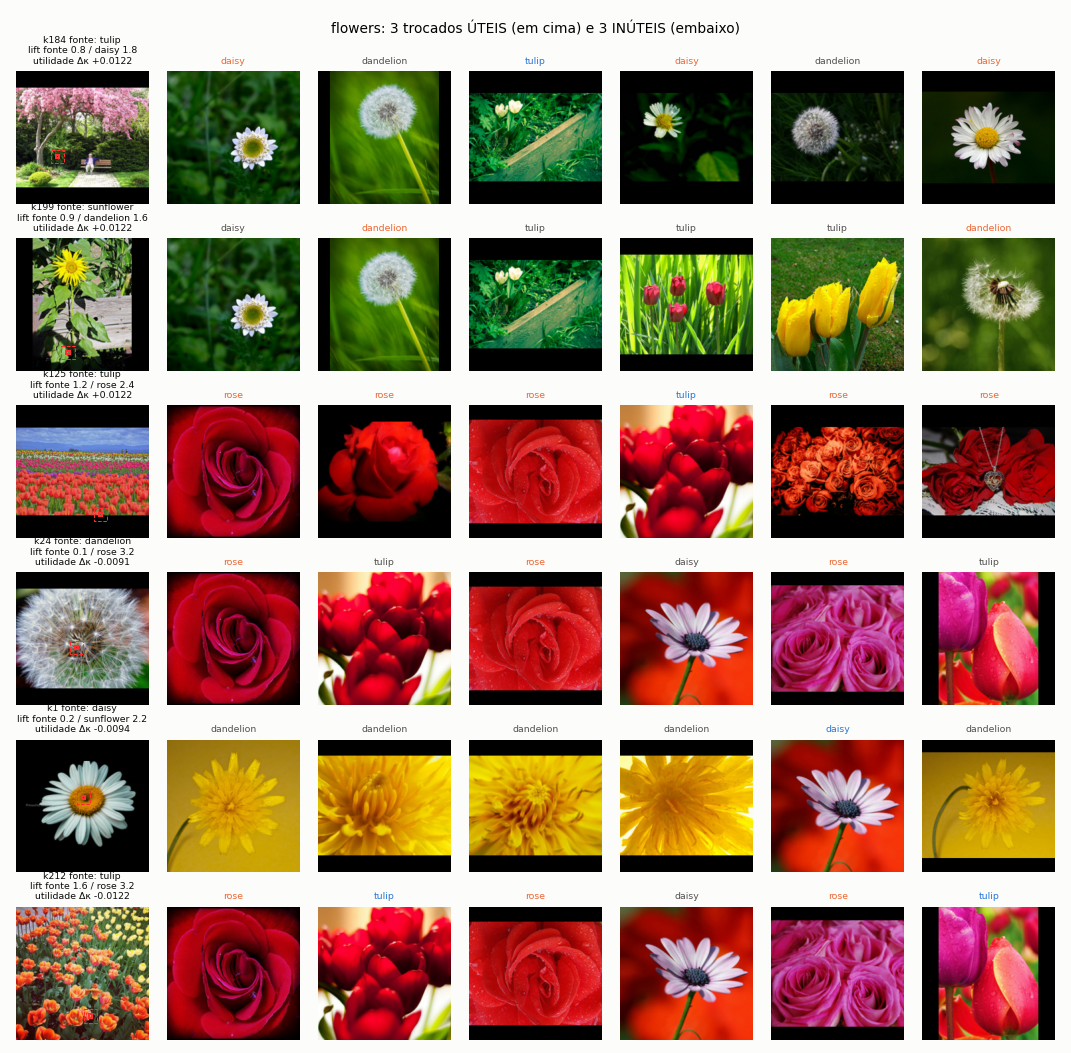 flowers: 3 trocados ÚTEIS (em cima) e 3 INÚTEIS (embaixo)
k184 fonte: tulip
lift fonte 0.8 / daisy 1.8
utilidade Δκ +0.0122
daisy
dandelion
tulip
daisy
dandelion
daisy
k199 fonte: sunflower
lift fonte 0.9 / dandelion 1.6
utilidade Δκ +0.0122
daisy
dandelion
tulip
tulip
tulip
dandelion
k125 fonte: tulip
lift fonte 1.2 / rose 2.4
utilidade Δκ +0.0122
rose
rose
rose
tulip
rose
rose
k24 fonte: dandelion
lift fonte 0.1 / rose 3.2
utilidade Δκ -0.0091
rose
tulip
rose
daisy
rose
tulip
k1 fonte: daisy
lift fonte 0.2 / sunflower 2.2
utilidade Δκ -0.0094
dandelion
dandelion
dandelion
dandelion
daisy
dandelion
k212 fonte: tulip
lift fonte 1.6 / rose 3.2
utilidade Δκ -0.0122
rose
tulip
rose
daisy
rose
tulip